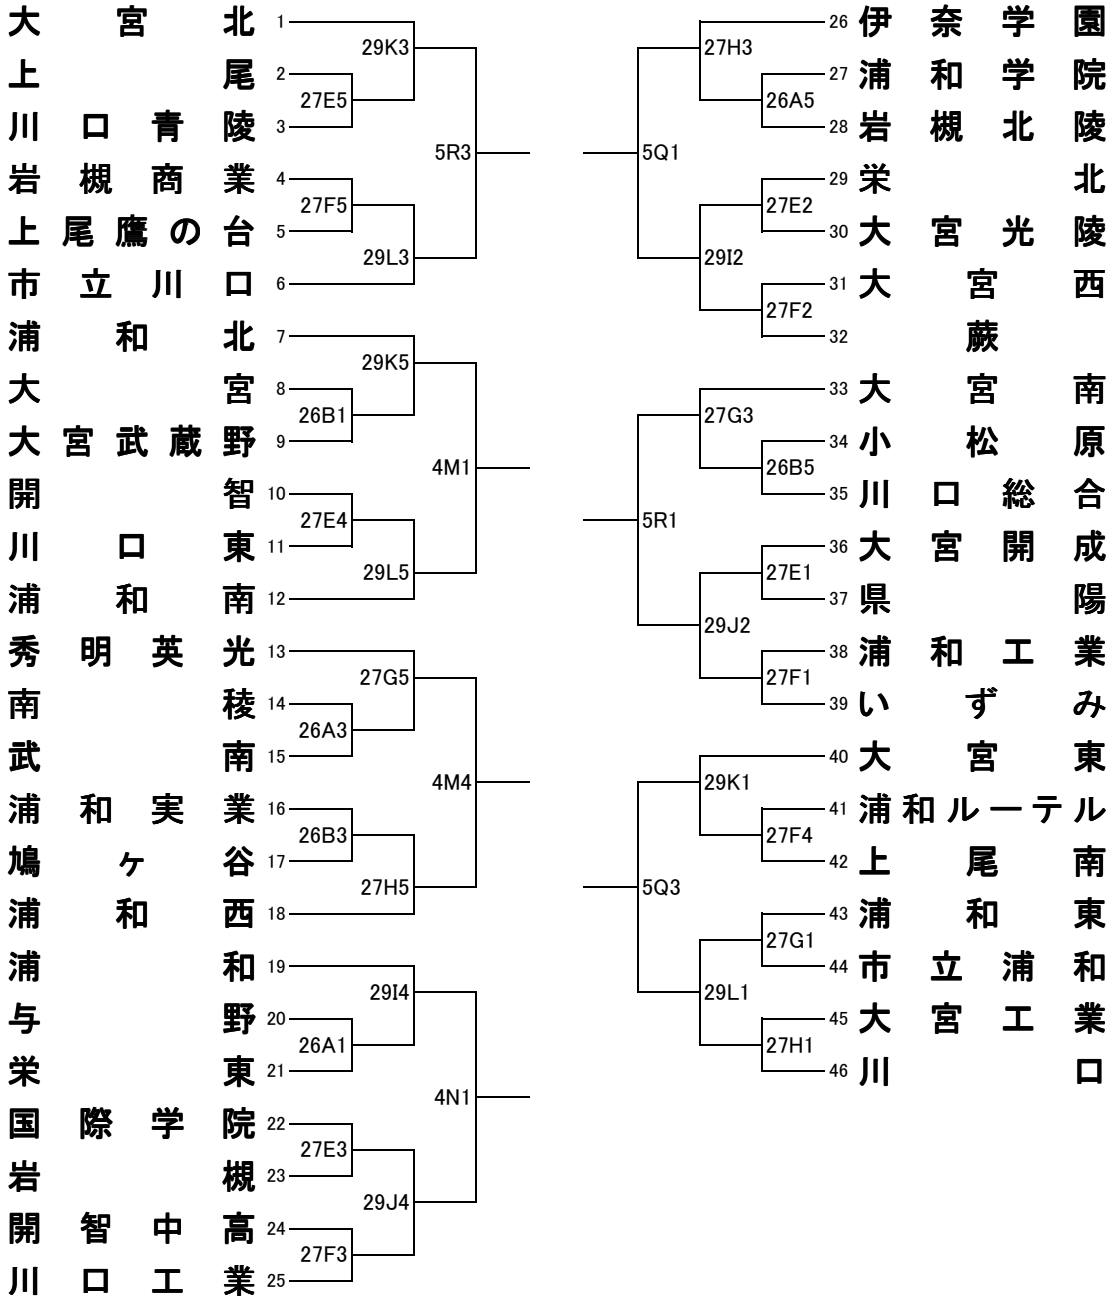 大宮北 1
29K3
上尾 2
27E5
川口青陵 3
5R3
岩槻商業 4
27F5
上尾鷹の台 5
29L3
市立川口 6
浦和北 7
29K5
大宮 8
26B1
大宮武蔵野 9
4M1
開智 10
27E4
川口東 11
29L5
浦和南 12
秀明英光 13
27G5
南稜 14
26A3
武南 15
4M4
浦和実業 16
26B3
鳩ヶ谷 17
27H5
浦和西 18
浦和 19
29I4
与野 20
26A1
栄東 21
4N1
国際学院 22
27E3
岩槻 23
29J4
開智中高 24
27F3
川口工業 25
26 伊奈学園
27H3
27 浦和学院
26A5
28 岩槻北陵
5Q1
29 栄北
27E2
30 大宮光陵
29I2
31 大宮西
27F2
32 蕨
33 大宮南
27G3
34 小松原
26B5
35 川口総合
5R1
36 大宮開成
27E1
37 県陽
29J2
38 浦和工業
27F1
39 いずみ
40 大宮東
29K1
41 浦和ルーテル
27F4
42 上尾南
5Q3
43 浦和東
27G1
44 市立浦和
29L1
45 大宮工業
27H1
46 川口